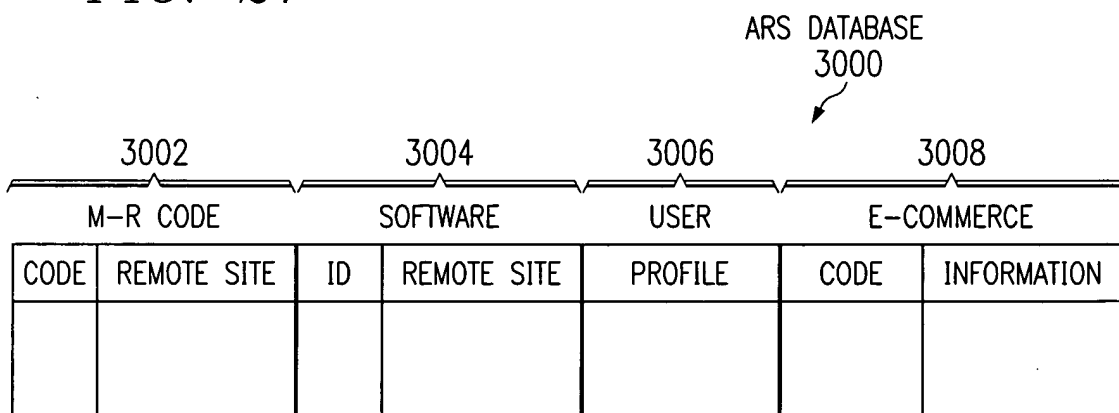 ARS DATABASE
3000
3002 3004 3006 3008
M-R CODE SOFTWARE USER E-COMMERCE
CODE REMOTE SITE ID REMOTE SITE PROFILE CODE INFORMATION